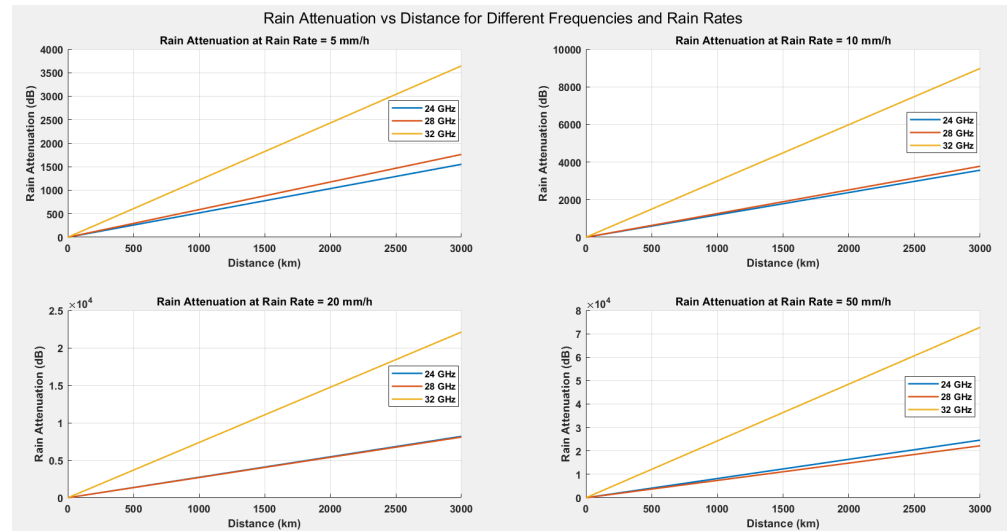 Rain Attenuation vs Distance for Different Frequencies and Rain Rates
Rain Attenuation at Rain Rate = 5 mm/h
4000
3500
3000
2500
2000
1500
1000
500
0
Rain Attenuation (dB)
24 GHz
28 GHz
32 GHz
0 500 1000 1500 2000 2500 3000
Distance (km)
Rain Attenuation at Rain Rate = 10 mm/h
10000
8000
6000
4000
2000
0
Rain Attenuation (dB)
24 GHz
28 GHz
32 GHz
0 500 1000 1500 2000 2500 3000
Distance (km)
Rain Attenuation at Rain Rate = 20 mm/h
×10⁴
2.5
2
1.5
1
0.5
0
Rain Attenuation (dB)
24 GHz
28 GHz
32 GHz
0 500 1000 1500 2000 2500 3000
Distance (km)
Rain Attenuation at Rain Rate = 50 mm/h
×10⁴
8
7
6
5
4
3
2
1
0
Rain Attenuation (dB)
24 GHz
28 GHz
32 GHz
0 500 1000 1500 2000 2500 3000
Distance (km)